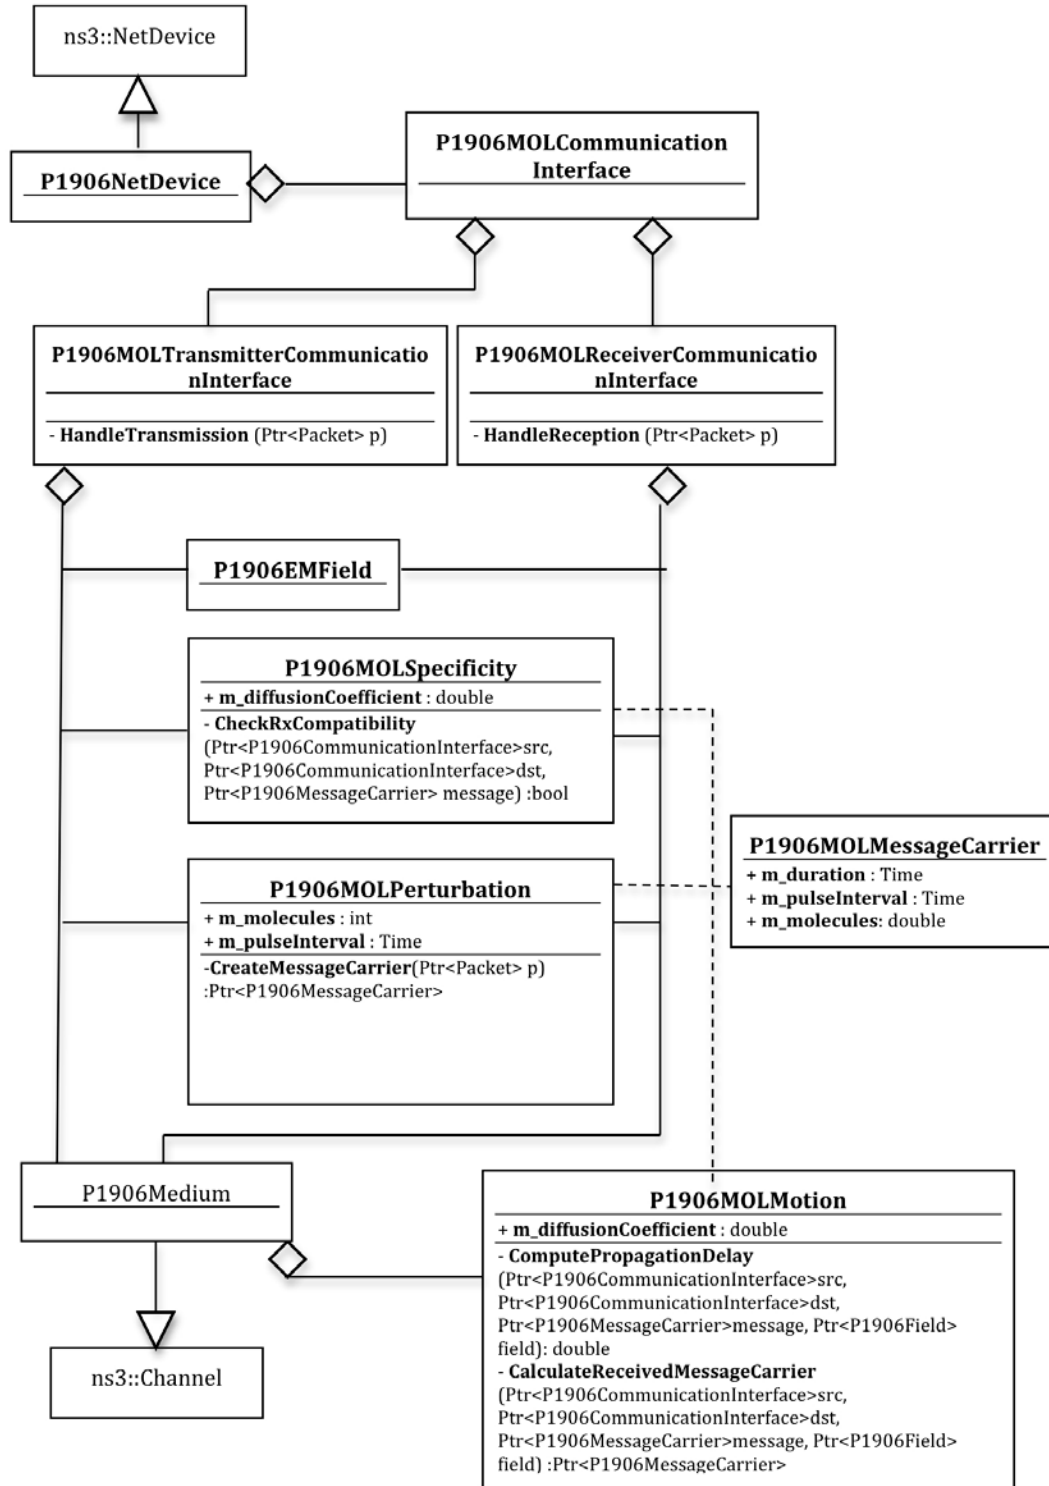 ns3::NetDevice
P1906NetDevice
P1906MOLCommunication
Interface
P1906MOLTransmitterCommunicatio
nInterface
- HandleTransmission (Ptr<Packet> p)
P1906MOLReceiverCommunicatio
nInterface
- HandleReception (Ptr<Packet> p)
P1906EMField
P1906MOLSpecificity
+ m_diffusionCoefficient : double
- CheckRxCompatibility
(Ptr<P1906CommunicationInterface>src,
Ptr<P1906CommunicationInterface>dst,
Ptr<P1906MessageCarrier> message) :bool
P1906MOLMessageCarrier
+ m_duration : Time
+ m_pulseInterval : Time
+ m_molecules: double
P1906MOLPerturbation
+ m_molecules : int
+ m_pulseInterval : Time
-CreateMessageCarrier(Ptr<Packet> p)
:Ptr<P1906MessageCarrier>
P1906Medium
ns3::Channel
P1906MOLMotion
+ m_diffusionCoefficient : double
- ComputePropagationDelay
(Ptr<P1906CommunicationInterface>src,
Ptr<P1906CommunicationInterface>dst,
Ptr<P1906MessageCarrier>message, Ptr<P1906Field>
field): double
- CalculateReceivedMessageCarrier
(Ptr<P1906CommunicationInterface>src,
Ptr<P1906CommunicationInterface>dst,
Ptr<P1906MessageCarrier>message, Ptr<P1906Field>
field) :Ptr<P1906MessageCarrier>